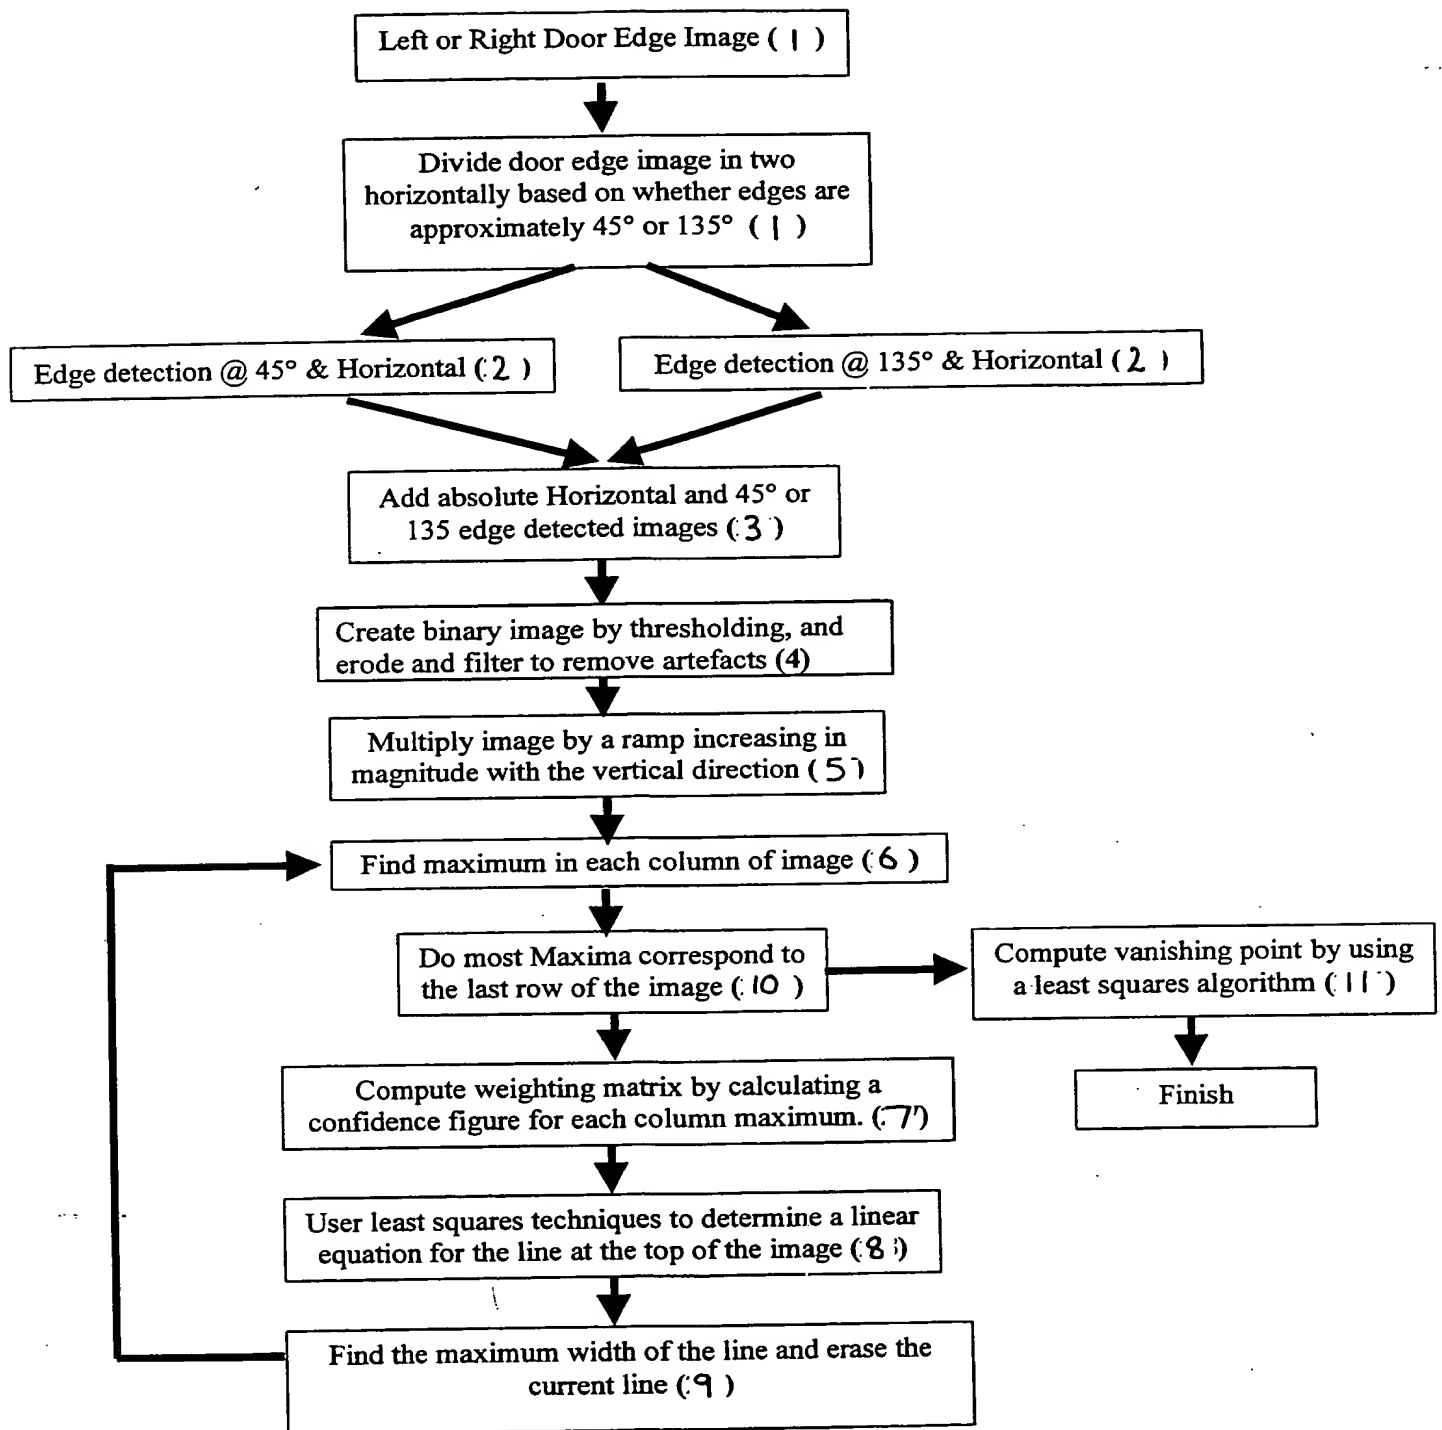 Left or Right Door Edge Image ( 1 )
Divide door edge image in two
horizontally based on whether edges are
approximately 45° or 135° ( 1 )
Edge detection @ 45° & Horizontal (2 )
Edge detection @ 135° & Horizontal (2 )
Add absolute Horizontal and 45° or
135 edge detected images (3 )
Create binary image by thresholding, and
erode and filter to remove artefacts (4)
Multiply image by a ramp increasing in
magnitude with the vertical direction (5)
Find maximum in each column of image (6 )
Do most Maxima correspond to
the last row of the image (10 )
Compute vanishing point by using
a least squares algorithm (11 )
Compute weighting matrix by calculating a
confidence figure for each column maximum. (7)
Finish
User least squares techniques to determine a linear
equation for the line at the top of the image (8)
Find the maximum width of the line and erase the
current line (9 )